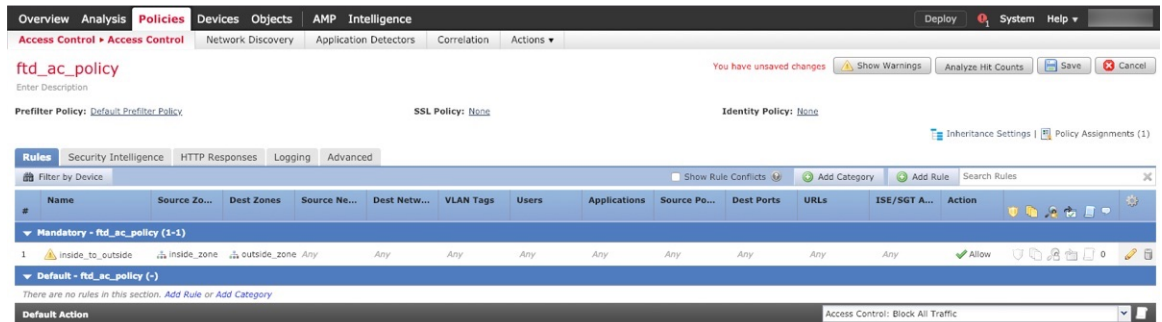 Overview Analysis Policies Devices Objects AMP Intelligence Deploy 1 System Help
Access Control ▸ Access Control Network Discovery Application Detectors Correlation Actions
ftd_ac_policy You have unsaved changes Show Warnings Analyze Hit Counts Save Cancel
Enter Description
Prefilter Policy: Default Prefilter Policy SSL Policy: None Identity Policy: None
Inheritance Settings | Policy Assignments (1)
Rules Security Intelligence HTTP Responses Logging Advanced
Filter by Device Show Rule Conflicts Add Category Add Rule Search Rules
# Name Source Zo... Dest Zones Source Ne... Dest Netw... VLAN Tags Users Applications Source Po... Dest Ports URLs ISE/SGT A... Action
Mandatory - ftd_ac_policy (1-1)
1 inside_to_outside inside_zone outside_zone Any Any Any Any Any Any Any Any Any Allow 0
Default - ftd_ac_policy (-)
There are no rules in this section. Add Rule or Add Category
Default Action Access Control: Block All Traffic